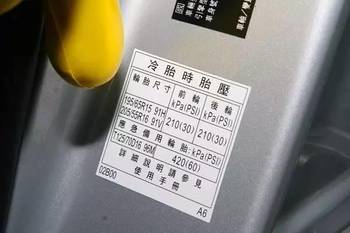 冷胎時胎壓
輪胎尺寸 前輪 後輪
kPa(PSI) kPa(PSI)
195/65R15 91H
205/55R16 91V 210(30) 210(30)
應急備用輪胎: kPa(PSI)
T125/70D16 96M 420(60)
詳細說明請參見
使用手冊
02B00 A6